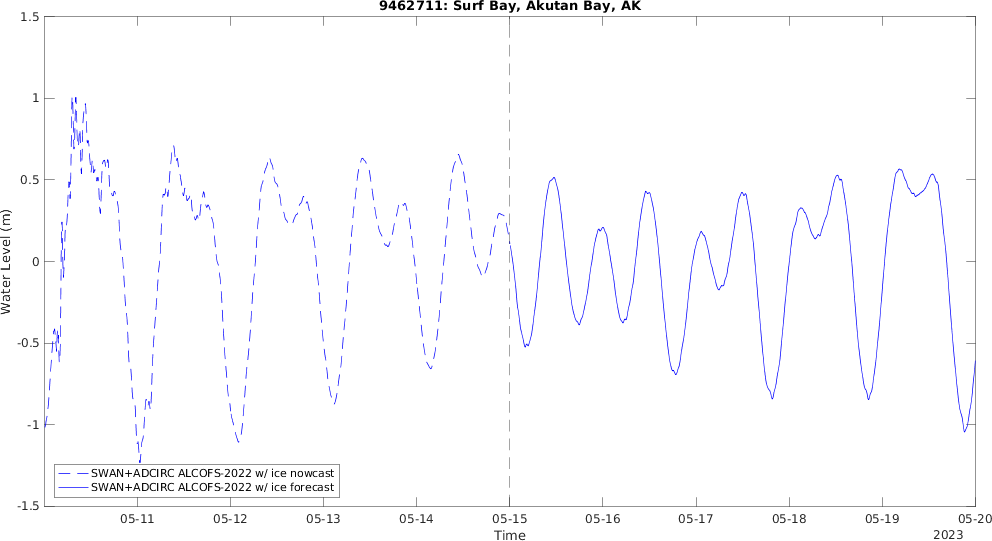 9462711: Surf Bay, Akutan Bay, AK
1.5
1
0.5
0
-0.5
-1
-1.5
Water Level (m)
SWAN+ADCIRC ALCOFS-2022 w/ ice nowcast
SWAN+ADCIRC ALCOFS-2022 w/ ice forecast
05-11 05-12 05-13 05-14 05-15 05-16 05-17 05-18 05-19 05-20
Time
2023